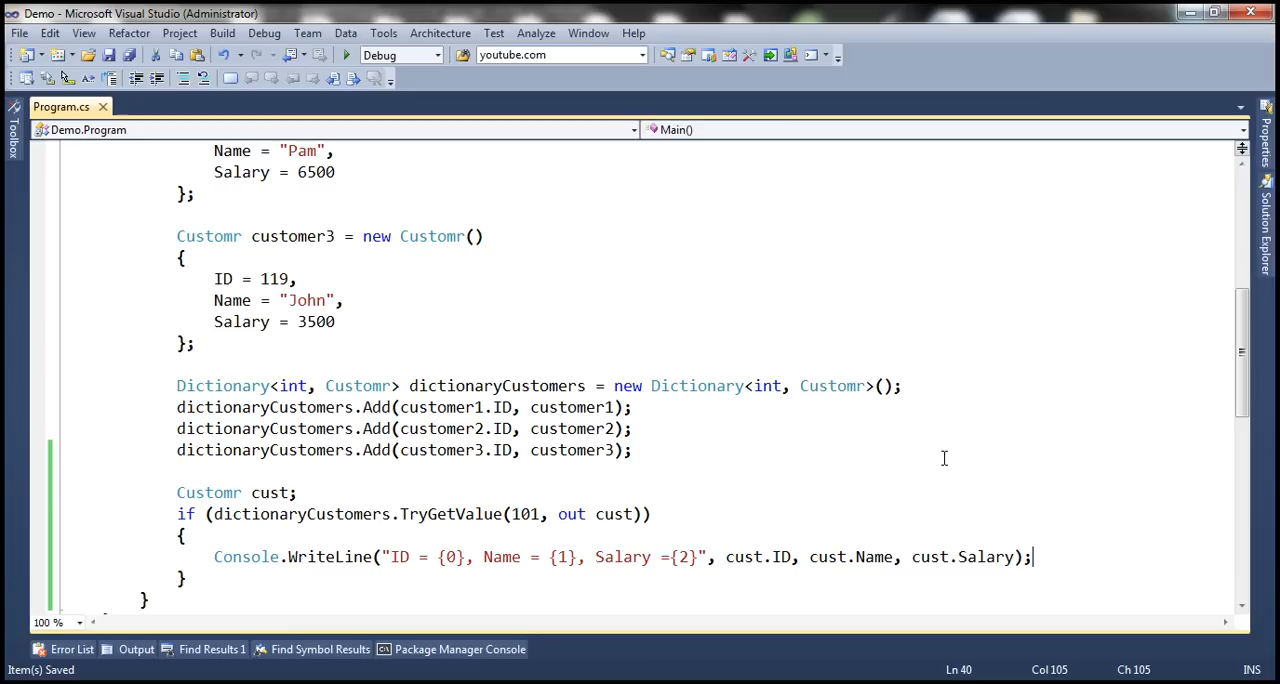 Demo - Microsoft Visual Studio (Administrator)
File Edit View Refactor Project Build Debug Team Data Tools Architecture Test Analyze Window Help
Debug youtube.com
Program.cs
Demo.Program Main()
Toolbox
Properties
Solution Explorer
Name = "Pam",
Salary = 6500
};
Customr customer3 = new Customr()
{
ID = 119,
Name = "John",
Salary = 3500
};
Dictionary<int, Customr> dictionaryCustomers = new Dictionary<int, Customr>();
dictionaryCustomers.Add(customer1.ID, customer1);
dictionaryCustomers.Add(customer2.ID, customer2);
dictionaryCustomers.Add(customer3.ID, customer3);
Customr cust;
if (dictionaryCustomers.TryGetValue(101, out cust))
{
Console.WriteLine("ID = {0}, Name = {1}, Salary ={2}", cust.ID, cust.Name, cust.Salary);
}
}
100 %
Error List Output Find Results 1 Find Symbol Results Package Manager Console
Item(s) Saved Ln 40 Col 105 Ch 105 INS